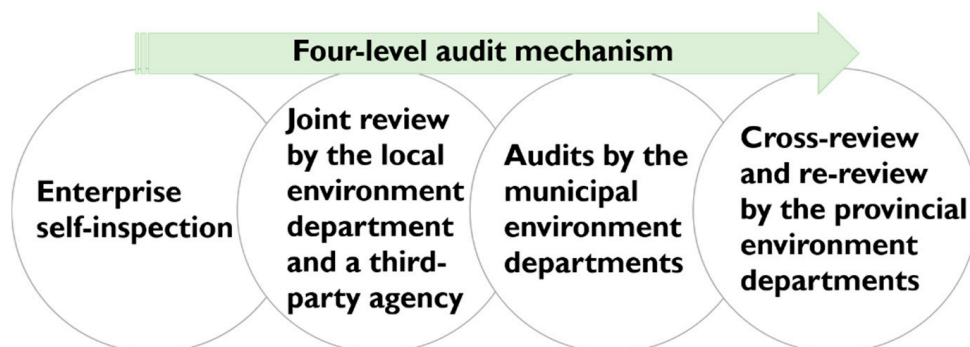 Four-level audit mechanism
Enterprise
self-inspection
Joint review
by the local
environment
department
and a third-
party agency
Audits by the
municipal
environment
departments
Cross-review
and re-review
by the provincial
environment
departments